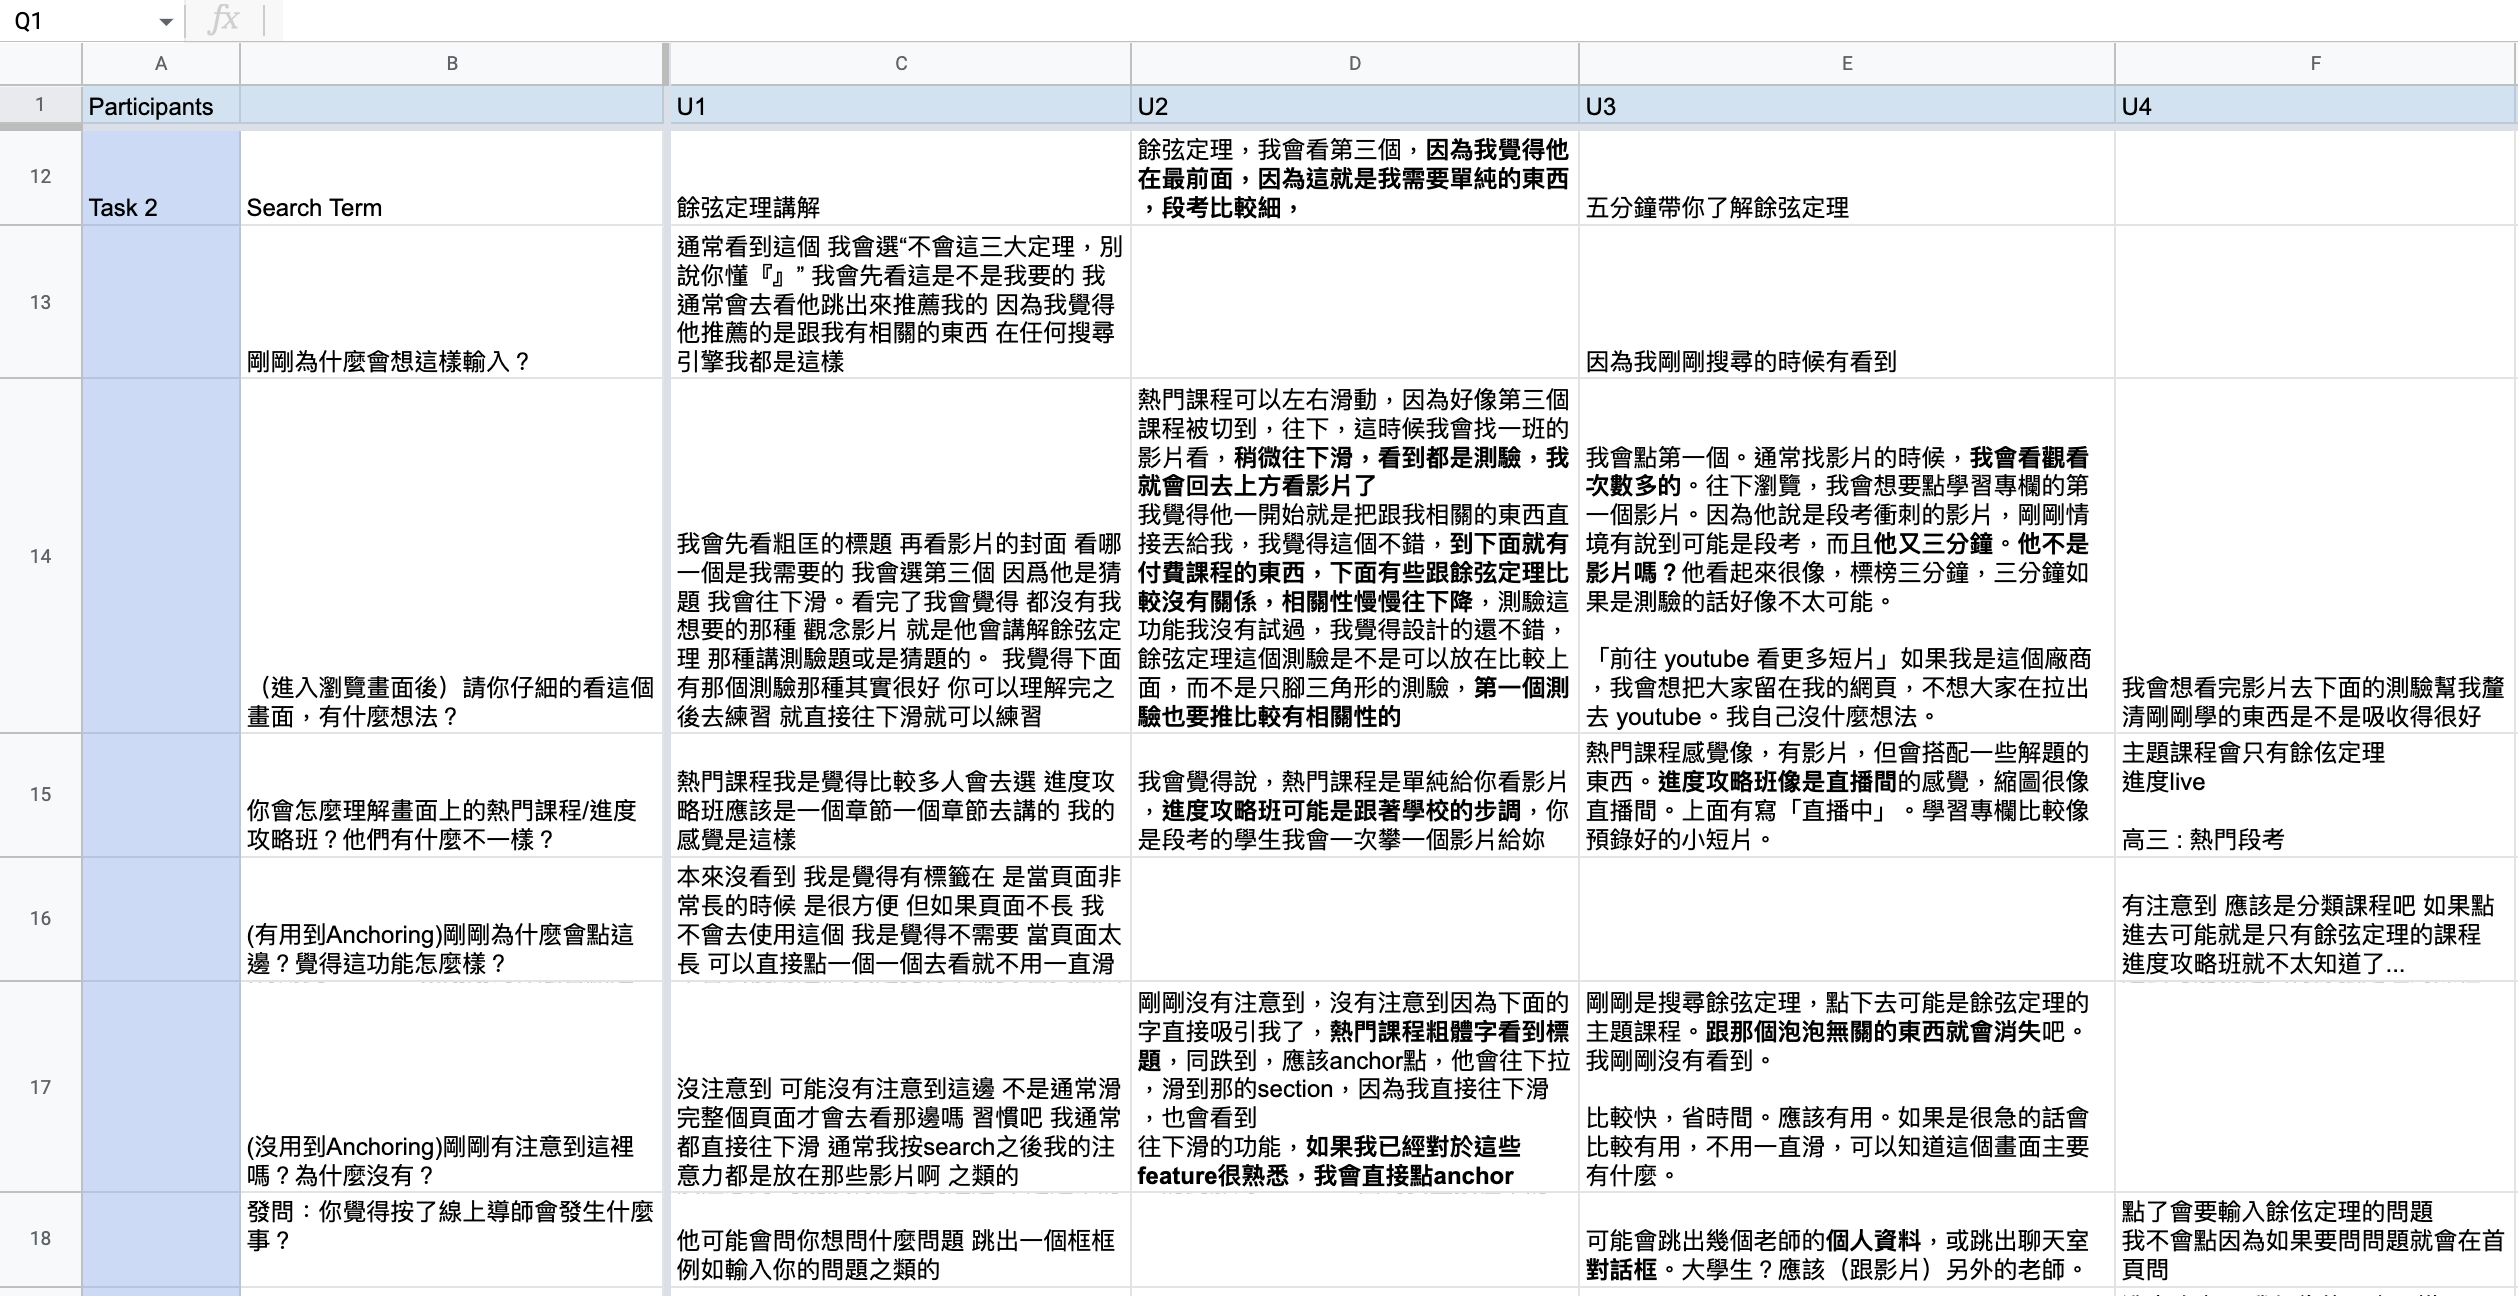 Q1
fx
A B C D E F
1 Participants U1 U2 U3 U4
12
Task 2
Search Term
餘弦定理講解
餘弦定理，我會看第三個，因為我覺得他
在最前面，因為這就是我需要單純的東西
，段考比較細，
五分鐘帶你了解餘弦定理
13
剛剛為什麼會想這樣輸入？
通常看到這個 我會選“不會這三大定理，別
說你懂『』” 我會先看這是不是我要的 我
通常會去看他跳出來推薦我的 因為我覺得
他推薦的是跟我有相關的東西 在任何搜尋
引擎我都是這樣
因為我剛剛搜尋的時候有看到
14
（進入瀏覽畫面後）請你仔細的看這個
畫面，有什麼想法？
我會先看粗匡的標題 再看影片的封面 看哪
一個是我需要的 我會選第三個 因爲他是猜
題 我會往下滑。看完了我會覺得 都沒有我
想要的那種 觀念影片 就是他會講解餘弦定
理 那種講測驗題或是猜題的。 我覺得下面
有那個測驗那種其實很好 你可以理解完之
後去練習 就直接往下滑就可以練習
熱門課程可以左右滑動，因為好像第三個
課程被切到，往下，這時候我會找一班的
影片看，稍微往下滑，看到都是測驗，我
就會回去上方看影片了
我覺得他一開始就是把跟我相關的東西直
接丟給我，我覺得這個不錯，到下面就有
付費課程的東西，下面有些跟餘弦定理比
較沒有關係，相關性慢慢往下降，測驗這
功能我沒有試過，我覺得設計的還不錯，
餘弦定理這個測驗是不是可以放在比較上
面，而不是只腳三角形的測驗，第一個測
驗也要推比較有相關性的
我會點第一個。通常找影片的時候，我會看觀看
次數多的。往下瀏覽，我會想要點學習專欄的第
一個影片。因為他說是段考衝刺的影片，剛剛情
境有說到可能是段考，而且他又三分鐘。他不是
影片嗎？他看起來很像，標榜三分鐘，三分鐘如
果是測驗的話好像不太可能。
「前往 youtube 看更多短片」如果我是這個廠商
，我會想把大家留在我的網頁，不想大家在拉出
去 youtube。我自己沒什麼想法。
我會想看完影片去下面的測驗幫我釐
清剛剛學的東西是不是吸收得很好
15
你會怎麼理解畫面上的熱門課程/進度
攻略班？他們有什麼不一樣？
熱門課程我是覺得比較多人會去選 進度攻
略班應該是一個章節一個章節去講的 我的
感覺是這樣
我會覺得說，熱門課程是單純給你看影片
，進度攻略班可能是跟著學校的步調，你
是段考的學生我會一次攀一個影片給妳
熱門課程感覺像，有影片，但會搭配一些解題的
東西。進度攻略班像是直播間的感覺，縮圖很像
直播間。上面有寫「直播中」。學習專欄比較像
預錄好的小短片。
主題課程會只有餘伭定理
進度live
高三 : 熱門段考
16
(有用到Anchoring)剛剛為什麼會點這
邊？覺得這功能怎麼樣？
本來沒看到 我是覺得有標籤在 是當頁面非
常長的時候 是很方便 但如果頁面不長 我
不會去使用這個 我是覺得不需要 當頁面太
長 可以直接點一個一個去看就不用一直滑
有注意到 應該是分類課程吧 如果點
進去可能就是只有餘弦定理的課程
進度攻略班就不太知道了...
17
(沒用到Anchoring)剛剛有注意到這裡
嗎？為什麼沒有？
沒注意到 可能沒有注意到這邊 不是通常滑
完整個頁面才會去看那邊嗎 習慣吧 我通常
都直接往下滑 通常我按search之後我的注
意力都是放在那些影片啊 之類的
剛剛沒有注意到，沒有注意到因為下面的
字直接吸引我了，熱門課程粗體字看到標
題，同跌到，應該anchor點，他會往下拉
，滑到那的section，因為我直接往下滑
，也會看到
往下滑的功能，如果我已經對於這些
feature很熟悉，我會直接點anchor
剛剛是搜尋餘弦定理，點下去可能是餘弦定理的
主題課程。跟那個泡泡無關的東西就會消失吧。
我剛剛沒有看到。
比較快，省時間。應該有用。如果是很急的話會
比較有用，不用一直滑，可以知道這個畫面主要
有什麼。
18
發問：你覺得按了線上導師會發生什麼
事？
他可能會問你想問什麼問題 跳出一個框框
例如輸入你的問題之類的
可能會跳出幾個老師的個人資料，或跳出聊天室
對話框。大學生？應該（跟影片）另外的老師。
點了會要輸入餘伭定理的問題
我不會點因為如果要問問題就會在首
頁問